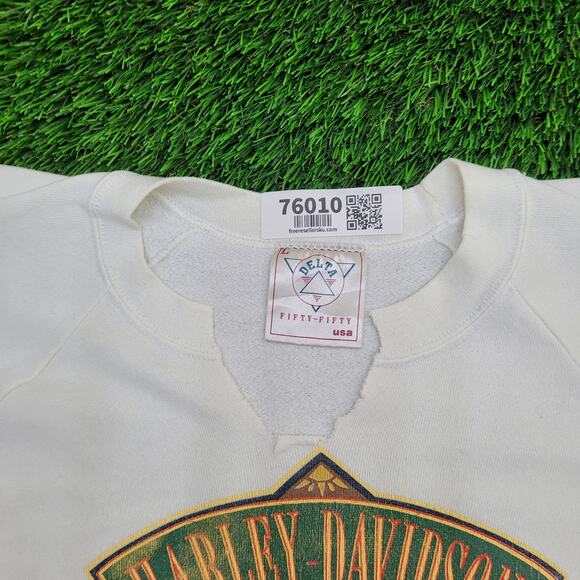 76010
freeresellersku.com
L
DELTA
FIFTY-FIFTY
usa
HARLEY-DAVIDSON